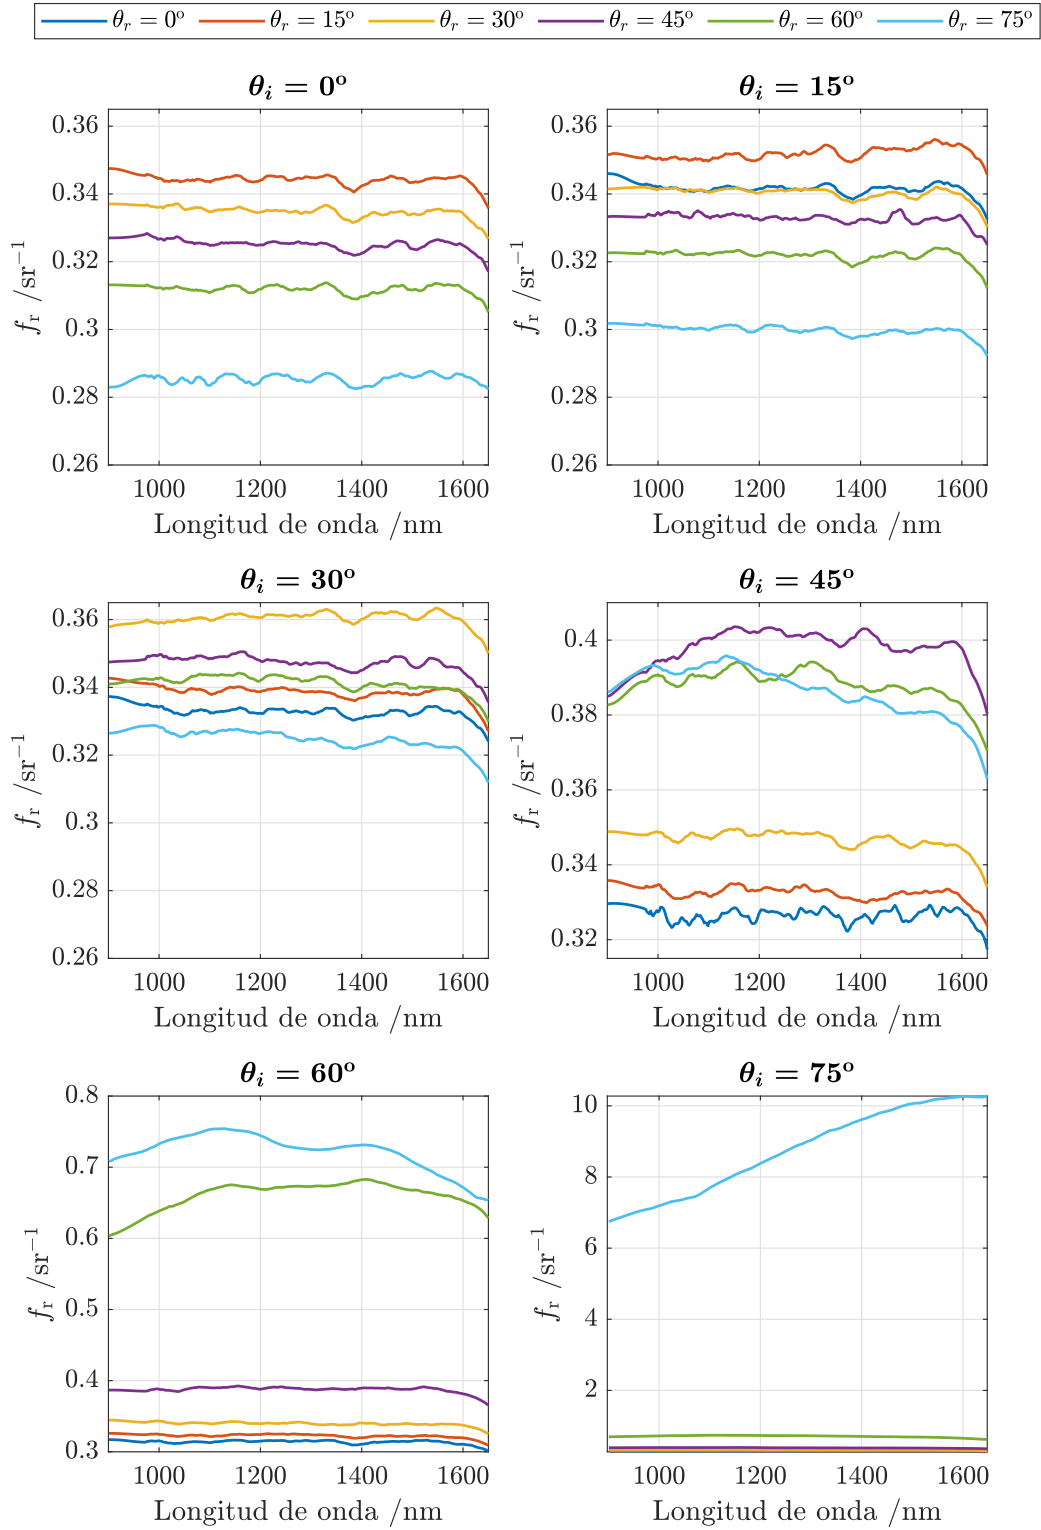 θr = 0º θr = 15º θr = 30º θr = 45º θr = 60º θr = 75º
θi = 0º
0.36
0.34
0.32
0.3
0.28
0.26
fr /sr−1
1000 1200 1400 1600
Longitud de onda /nm
θi = 15º
0.36
0.34
0.32
0.3
0.28
0.26
fr /sr−1
1000 1200 1400 1600
Longitud de onda /nm
θi = 30º
0.36
0.34
0.32
0.3
0.28
0.26
fr /sr−1
1000 1200 1400 1600
Longitud de onda /nm
θi = 45º
0.4
0.38
0.36
0.34
0.32
fr /sr−1
1000 1200 1400 1600
Longitud de onda /nm
θi = 60º
0.8
0.7
0.6
0.5
0.4
0.3
fr /sr−1
1000 1200 1400 1600
Longitud de onda /nm
θi = 75º
10
8
6
4
2
fr /sr−1
1000 1200 1400 1600
Longitud de onda /nm